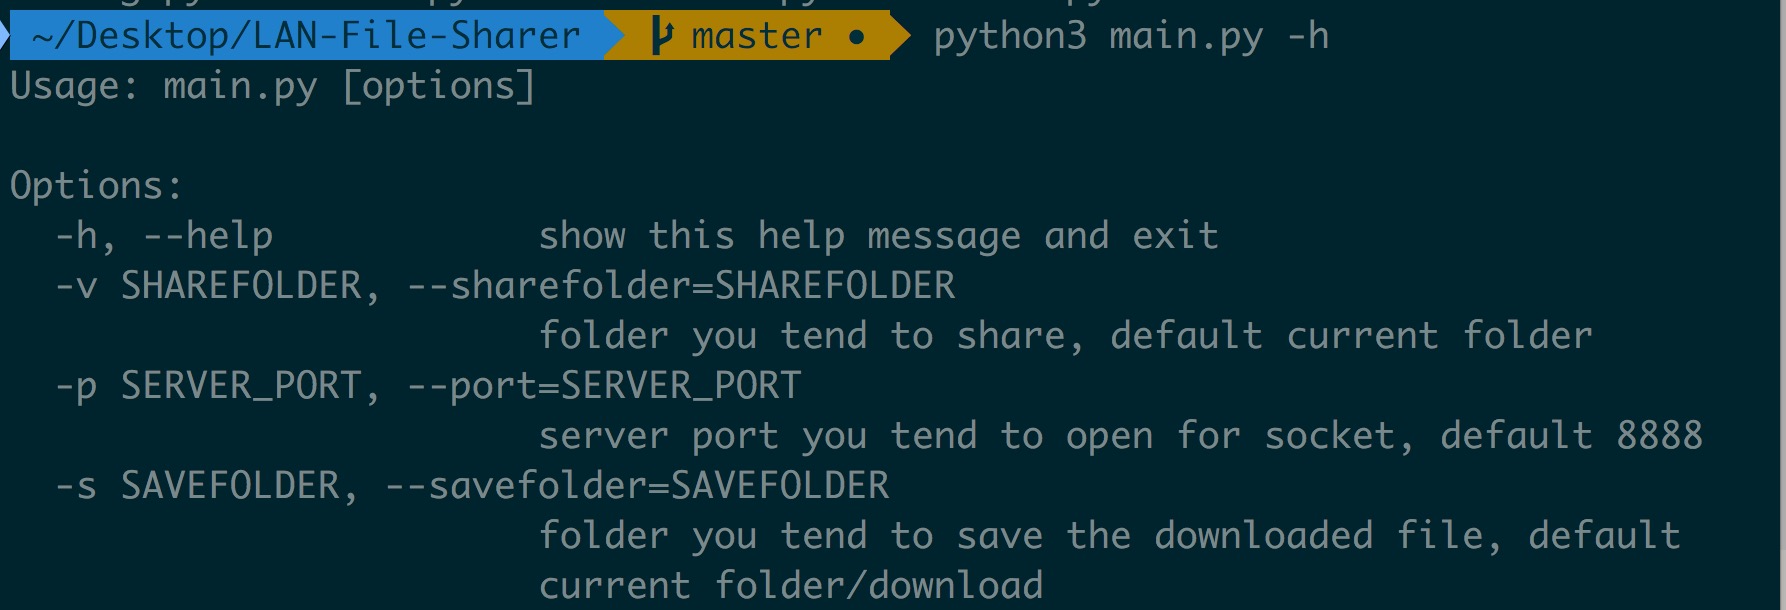 ~/Desktop/LAN-File-Sharer master ● python3 main.py -h
Usage: main.py [options]
Options:
-h, --help show this help message and exit
-v SHAREFOLDER, --sharefolder=SHAREFOLDER
folder you tend to share, default current folder
-p SERVER_PORT, --port=SERVER_PORT
server port you tend to open for socket, default 8888
-s SAVEFOLDER, --savefolder=SAVEFOLDER
folder you tend to save the downloaded file, default
current folder/download